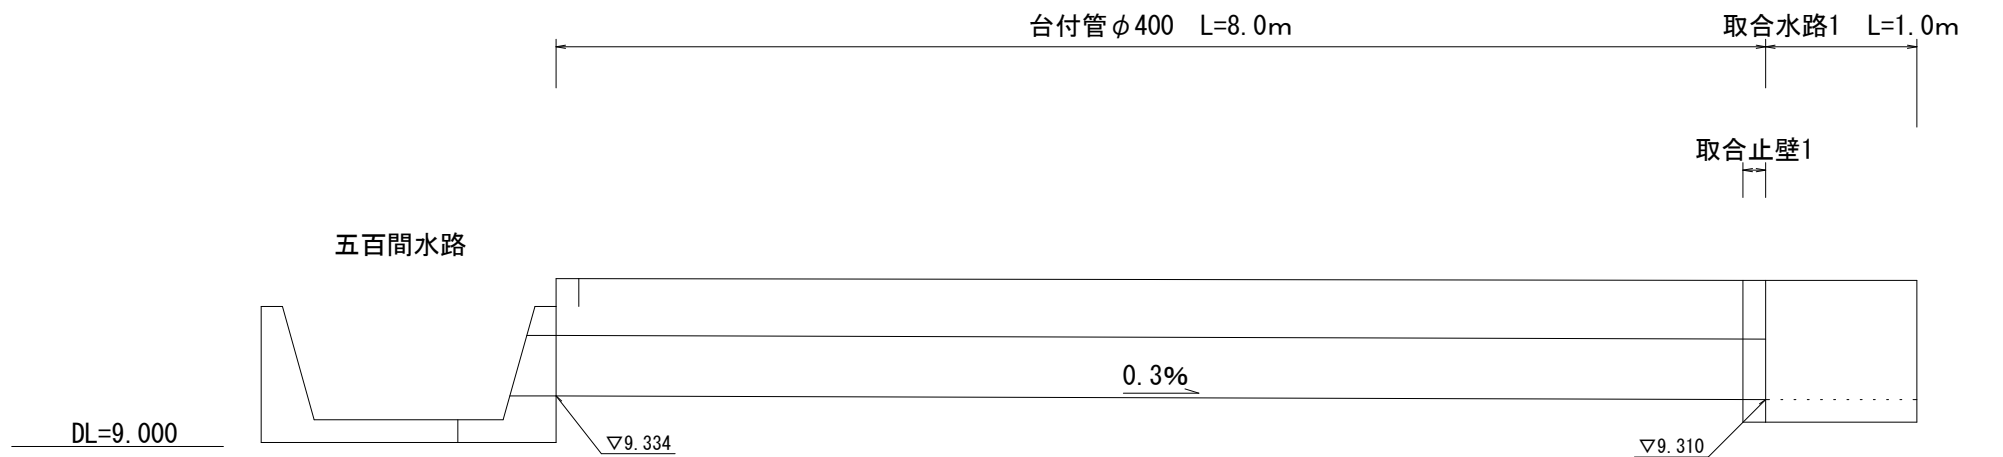 台付管φ400 L=8.0m
取合水路1 L=1.0m
取合止壁1
五百間水路
0.3%
DL=9.000
▽9.334
▽9.310